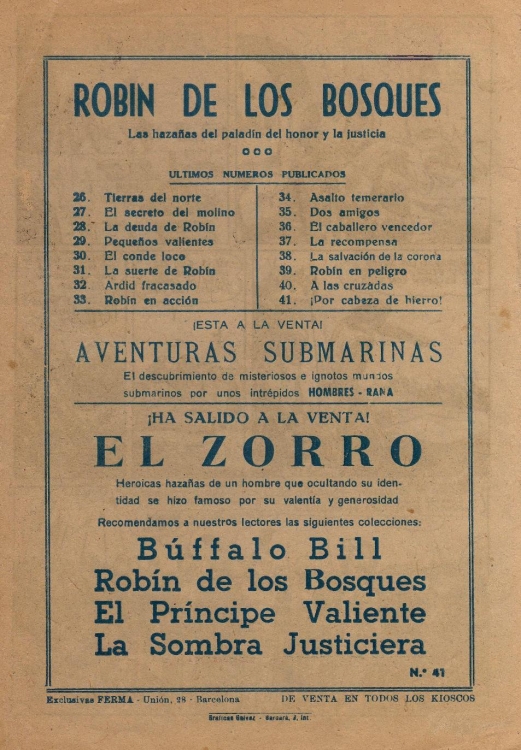 ROBIN DE LOS BOSQUES
Las hazañas del paladín del honor y la justicia
ULTIMOS NUMEROS PUBLICADOS
26. Tierras del norte
27. El secreto del molino
28. La deuda de Robín
29. Pequeños valientes
30. El conde loco
31. La suerte de Robín
32. Ardid fracasado
33. Robín en acción
34. Asalto temerario
35. Dos amigos
36. El caballero vencedor
37. La recompensa
38. La salvación de la corona
39. Robín en peligro
40. A las cruzadas
41. ¡Por cabeza de hierro!
¡ESTA A LA VENTA!
AVENTURAS SUBMARINAS
El descubrimiento de misteriosos e ignotos mundos
submarinos por unos intrépidos HOMBRES - RANA
¡HA SALIDO A LA VENTA!
EL ZORRO
Heroicas hazañas de un hombre que ocultando su iden-
tidad se hizo famoso por su valentía y generosidad
Recomendamos a nuestros lectores las siguientes colecciones:
Búffalo Bill
Robín de los Bosques
El Príncipe Valiente
La Sombra Justiciera
N.º 41
Exclusivas FERMA - Unión, 28 - Barcelona
DE VENTA EN TODOS LOS KIOSCOS
Gráficas